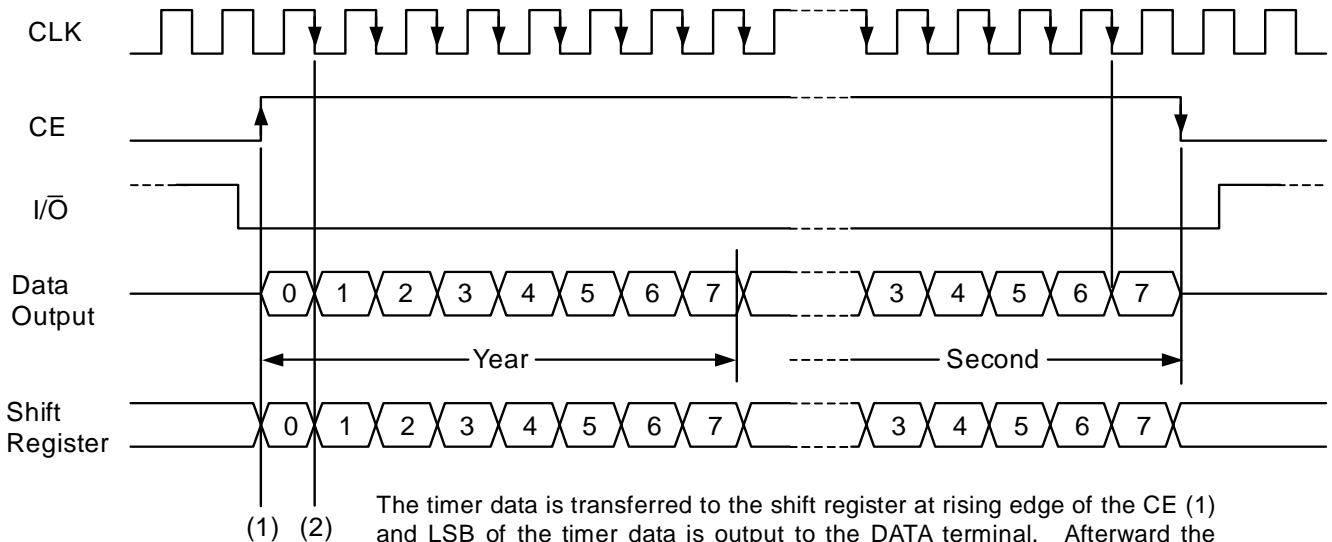 CLK
CE
I/O̅
Data
Output
0 1 2 3 4 5 6 7 3 4 5 6 7
Year Second
Shift
Register
0 1 2 3 4 5 6 7 3 4 5 6 7
(1) (2)
The timer data is transferred to the shift register at rising edge of the CE (1)
and LSB of the timer data is output to the DATA terminal. Afterward the